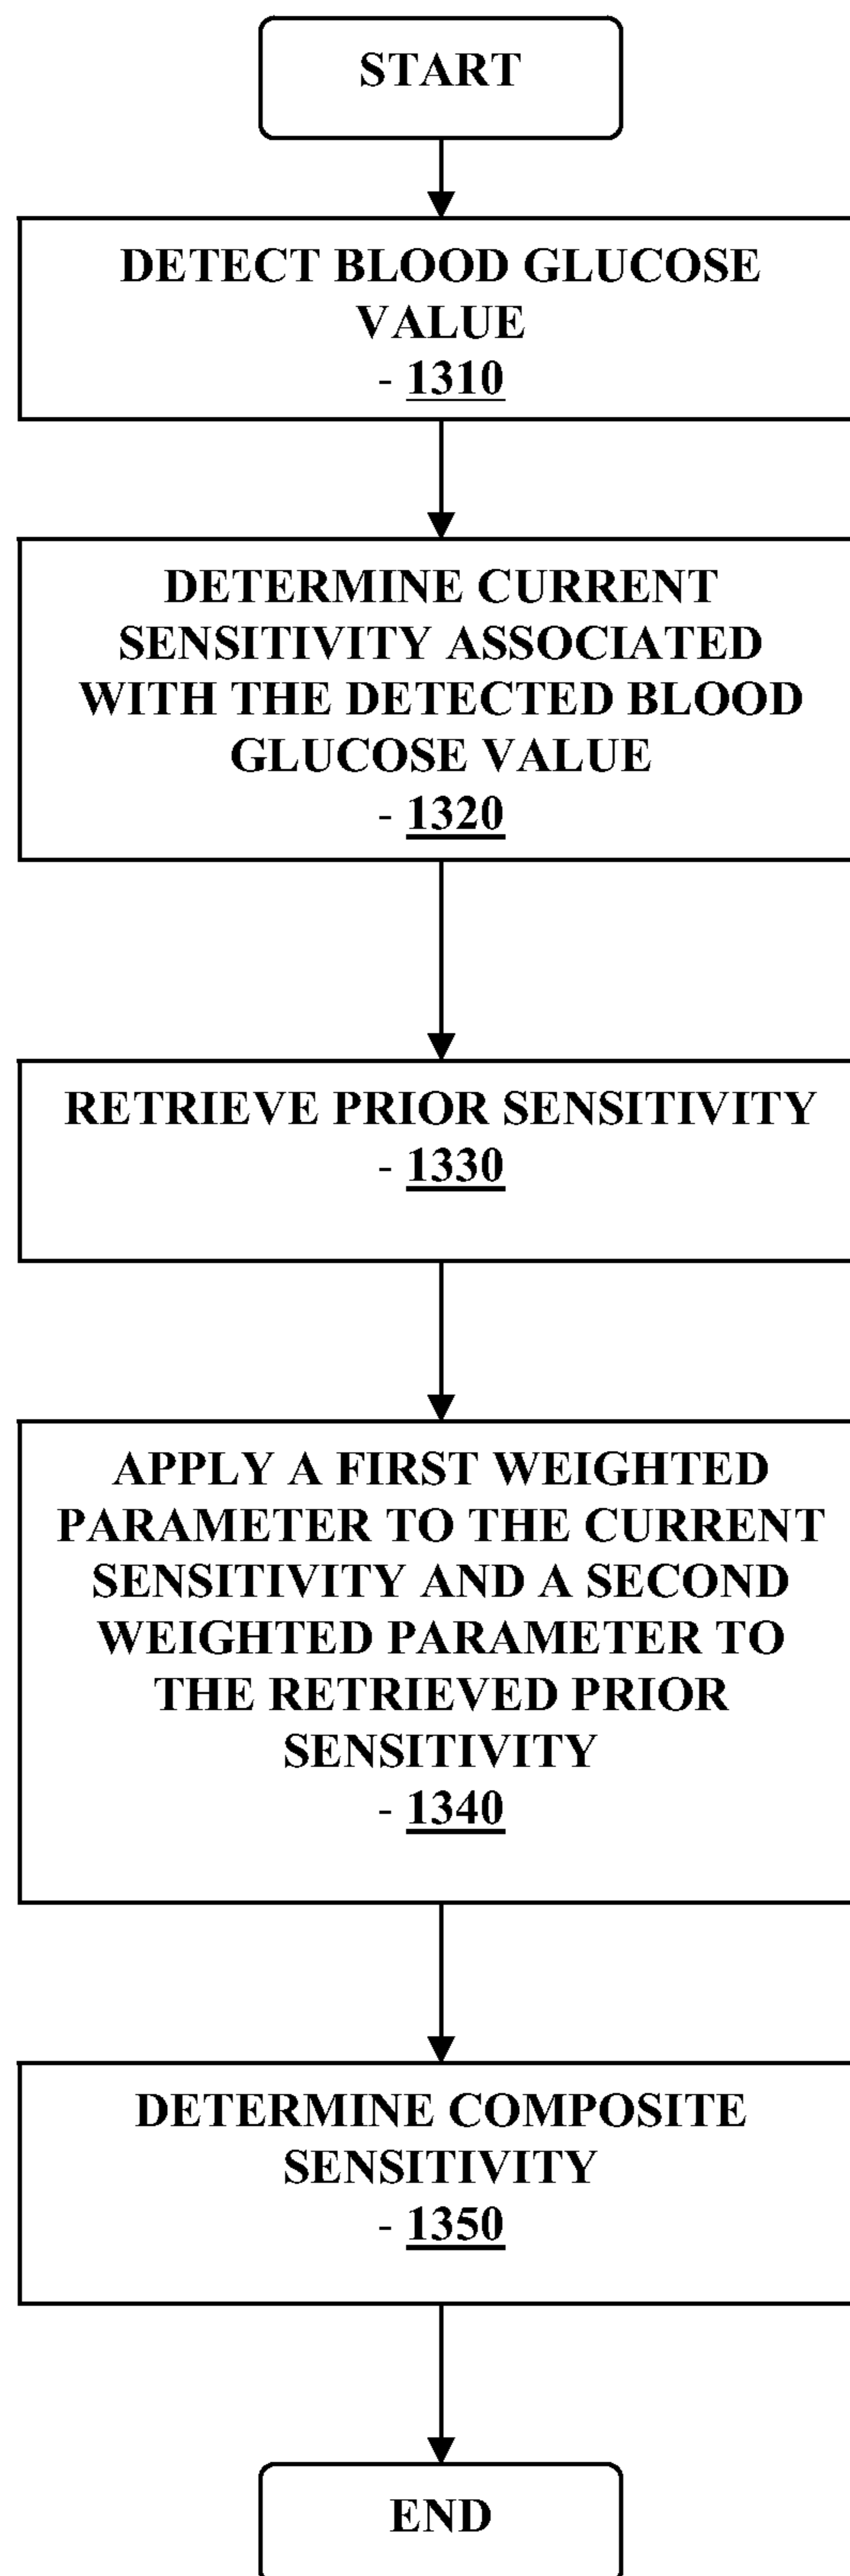 START
DETECT BLOOD GLUCOSE
VALUE
- 1310
DETERMINE CURRENT
SENSITIVITY ASSOCIATED
WITH THE DETECTED BLOOD
GLUCOSE VALUE
- 1320
RETRIEVE PRIOR SENSITIVITY
- 1330
APPLY A FIRST WEIGHTED
PARAMETER TO THE CURRENT
SENSITIVITY AND A SECOND
WEIGHTED PARAMETER TO
THE RETRIEVED PRIOR
SENSITIVITY
- 1340
DETERMINE COMPOSITE
SENSITIVITY
- 1350
END